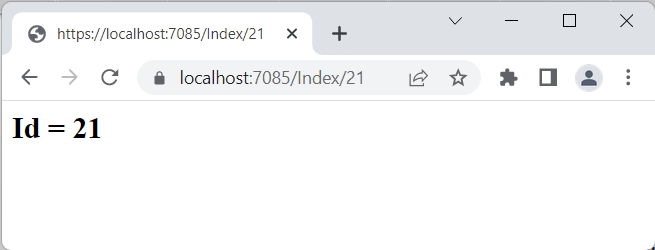 https://localhost:7085/Index/21
localhost:7085/Index/21
Id = 21